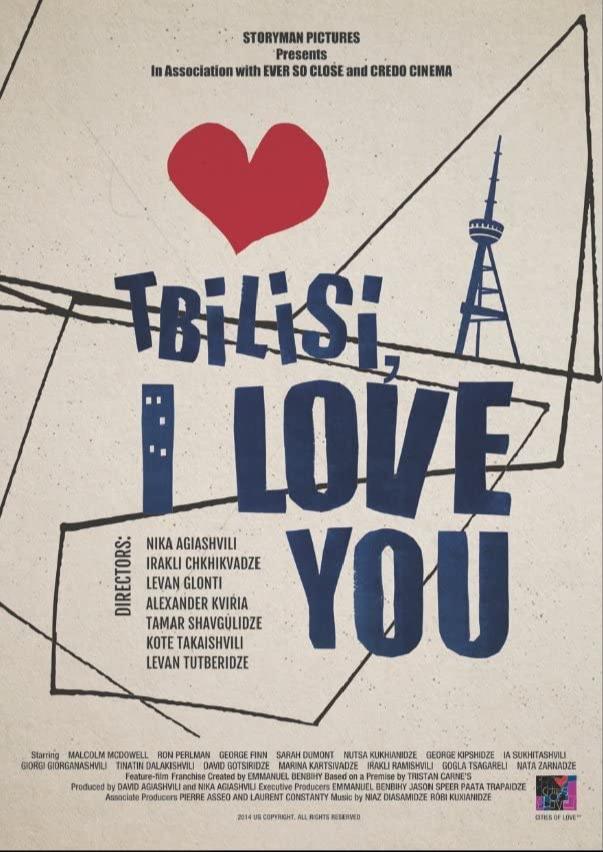 STORYMAN PICTURES
Presents
In Association with EVER SO CLOSE and CREDO CINEMA
TBiLiSi,
I LOVE
YOU
DIRECTORS:
NIKA AGIASHVILI
IRAKLI CHKHIKVADZE
LEVAN GLONTI
ALEXANDER KVIRIA
TAMAR SHAVGULIDZE
KOTE TAKAISHVILI
LEVAN TUTBERIDZE
Starring MALCOLM MCDOWELL RON PERLMAN GEORGE FINN SARAH DUMONT NUTSA KUKHIANIDZE GEORGE KIPSHIDZE IA SUKHITASHVILI
GIORGI GIORGANASHVILI TINATIN DALAKISHVILI DAVID GOTSIRIDZE MARINA KARTSIVADZE IRAKLI RAMISHVILI GOGLA TSAGARELI NATA ZARNADZE
Feature-film Franchise Created by EMMANUEL BENBIHY Based on a Premise by TRISTAN CARNE'S
Produced by DAVID AGIASHVILI and NIKA AGIASHVILI Executive Producers EMMANUEL BENBIHY JASON SPEER PAATA TRAPAIDZE
Associate Producers PIERRE ASSEO AND LAURENT CONSTANTY Music by NIAZ DIASAMIDZE ROBI KUXIANIDZE
2014 US COPYRIGHT. ALL RIGHTS RESERVED
CITIES OF LOVE™